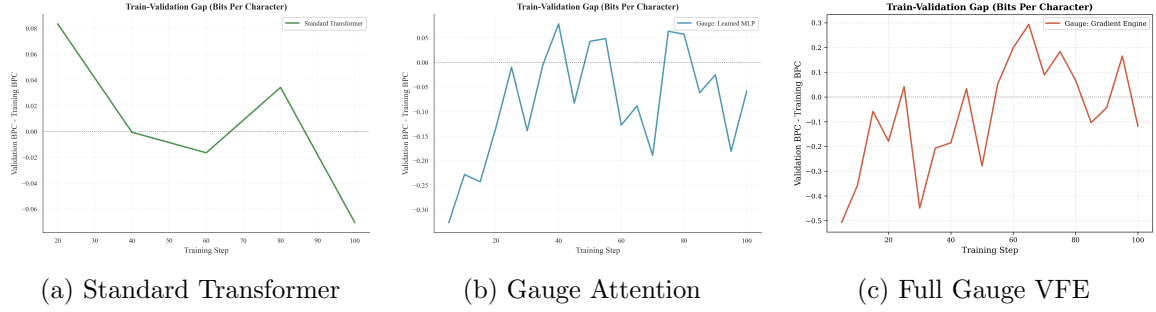 Train-Validation Gap (Bits Per Character)
Standard Transformer
Validation BPC - Training BPC
0.08
0.06
0.04
0.02
0.00
−0.02
−0.04
−0.06
20 30 40 50 60 70 80 90 100
Training Step
(a) Standard Transformer
Train-Validation Gap (Bits Per Character)
Gauge: Learned MLP
Validation BPC - Training BPC
0.05
0.00
−0.05
−0.10
−0.15
−0.20
−0.25
−0.30
20 40 60 80 100
Training Step
(b) Gauge Attention
Train-Validation Gap (Bits Per Character)
Gauge: Gradient Engine
Validation BPC - Training BPC
0.3
0.2
0.1
0.0
−0.1
−0.2
−0.3
−0.4
−0.5
20 40 60 80 100
Training Step
(c) Full Gauge VFE